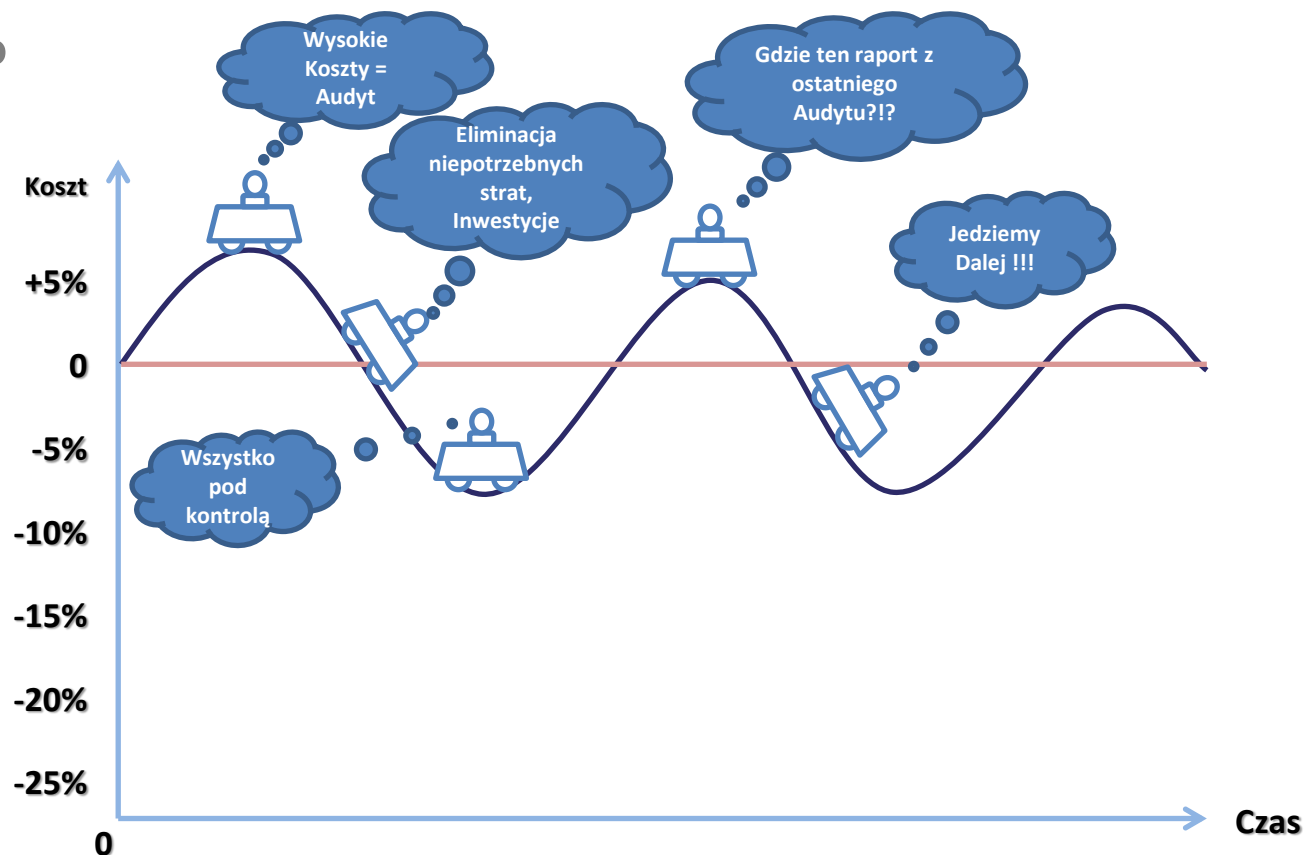 Wysokie
Koszty =
Audyt
Gdzie ten raport z
ostatniego
Audytu?!?
Eliminacja
niepotrzebnych
strat,
Inwestycje
Jedziemy
Dalej !!!
Wszystko
pod
kontrolą
Koszt
+5%
0
-5%
-10%
-15%
-20%
-25%
0
Czas